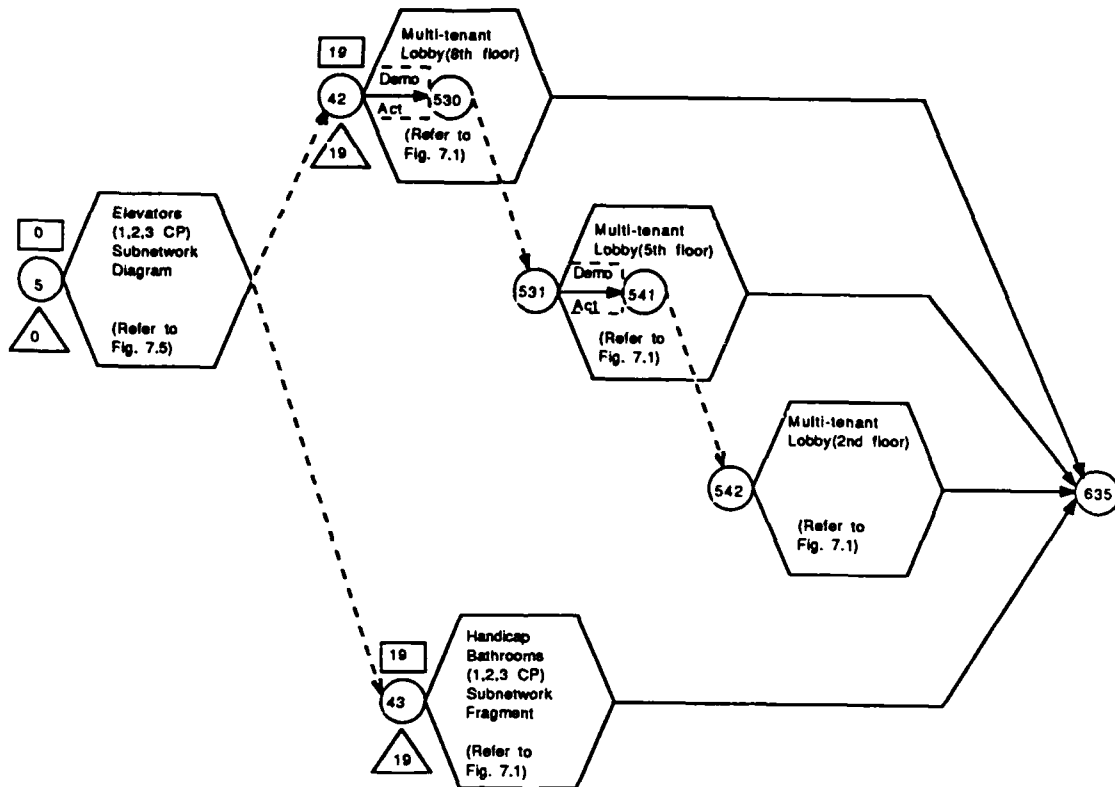 0
5
0
Elevators
(1,2,3 CP)
Subnetwork
Diagram
(Refer to
Fig. 7.5)
19
42
19
Multi-tenant
Lobby(8th floor)
Demo
Act
530
(Refer to
Fig. 7.1)
531
Multi-tenant
Lobby(5th floor)
Demo
Act
541
(Refer to
Fig. 7.1)
542
Multi-tenant
Lobby(2nd floor)
(Refer to
Fig. 7.1)
635
19
43
19
Handicap
Bathrooms
(1,2,3 CP)
Subnetwork
Fragment
(Refer to
Fig. 7.1)